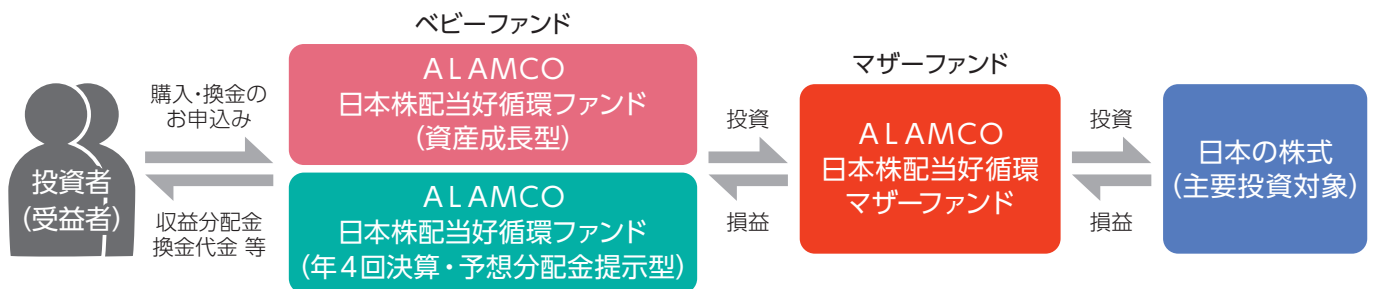 ベビーファンド
ALAMCO
日本株配当好循環ファンド
(資産成長型)
ALAMCO
日本株配当好循環ファンド
(年4回決算・予想分配金提示型)
マザーファンド
ALAMCO
日本株配当好循環
マザーファンド
日本の株式
(主要投資対象)
投資者
(受益者)
購入・換金の
お申込み
収益分配金
換金代金 等
投資
損益
投資
損益